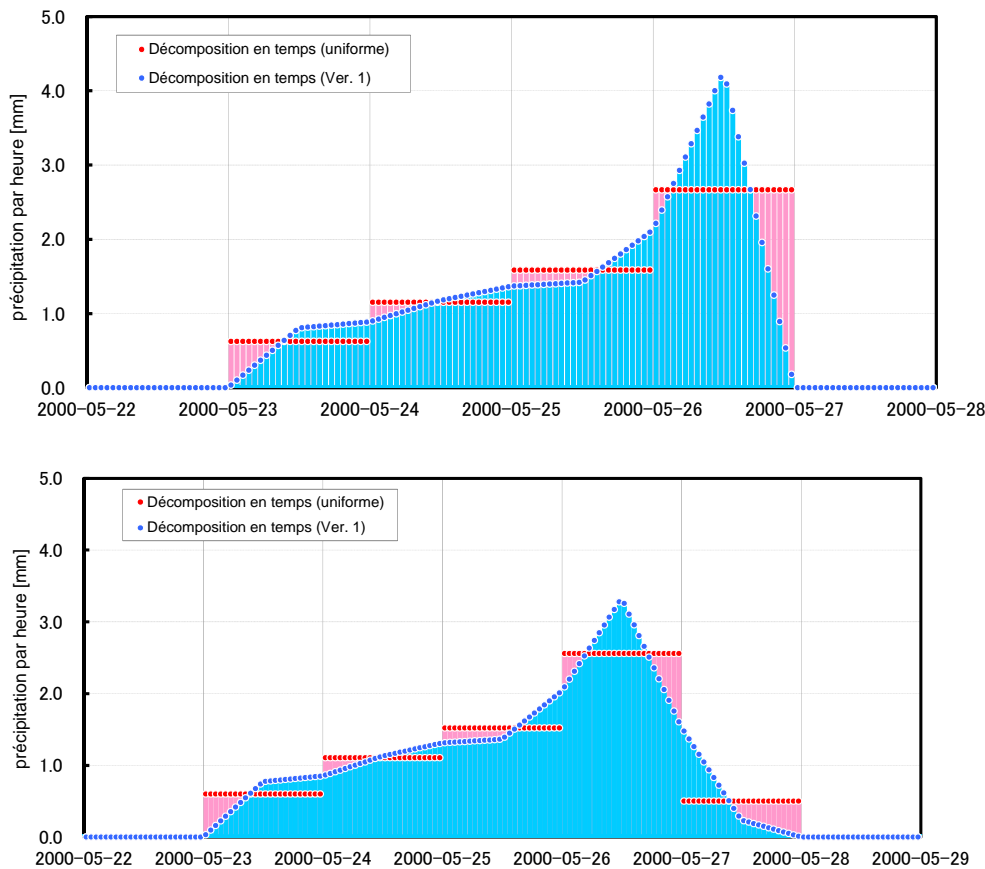 5.0
Décomposition en temps (uniforme)
Décomposition en temps (Ver. 1)
4.0
3.0
2.0
1.0
0.0
précipitation par heure [mm]
2000-05-22 2000-05-23 2000-05-24 2000-05-25 2000-05-26 2000-05-27 2000-05-28
5.0
Décomposition en temps (uniforme)
Décomposition en temps (Ver. 1)
4.0
3.0
2.0
1.0
0.0
précipitation par heure [mm]
2000-05-22 2000-05-23 2000-05-24 2000-05-25 2000-05-26 2000-05-27 2000-05-28 2000-05-29